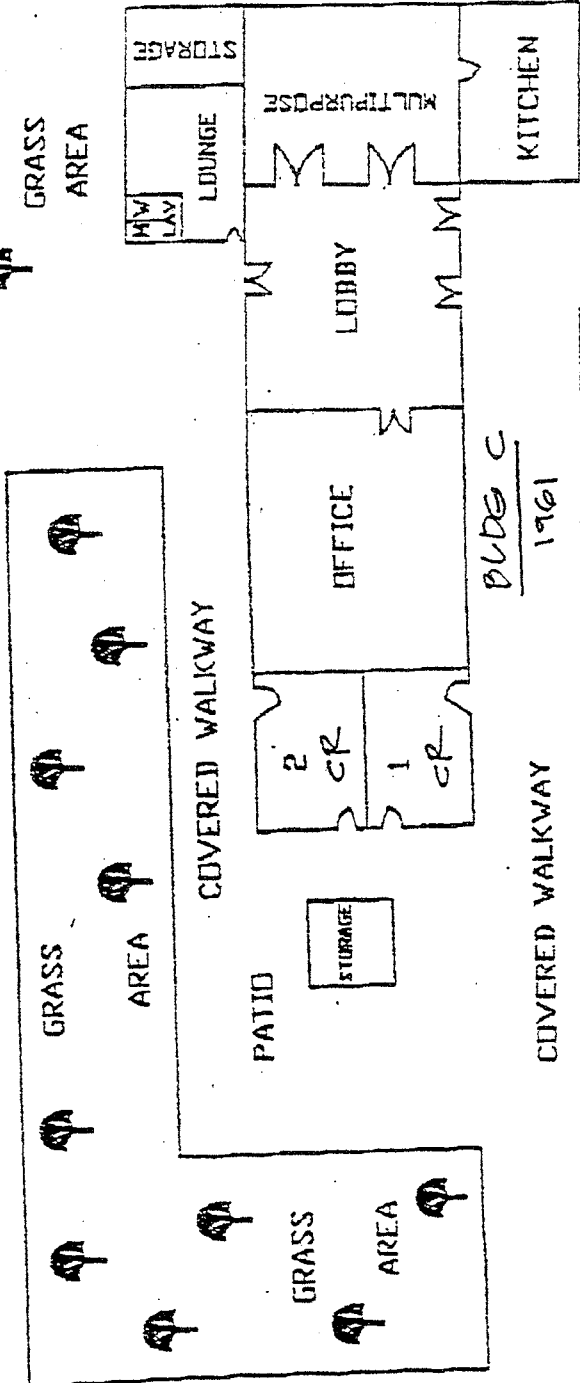 GRASS
AREA
STORAGE
MULTIPURPOSE
LOUNGE
M W
LAV
KITCHEN
LOBBY
OFFICE
BLDG C
1961
COVERED WALKWAY
2
CR
1
CR
STORAGE
PATIO
GRASS
AREA
COVERED WALKWAY
GRASS
AREA